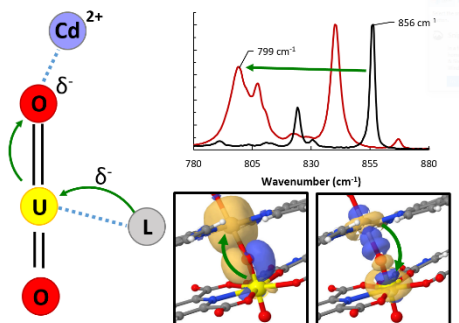 Cd 2+
O δ-
U
δ-
L
O
856 cm-1
799 cm-1
780 805 830 855 880
Wavenumber (cm-1)